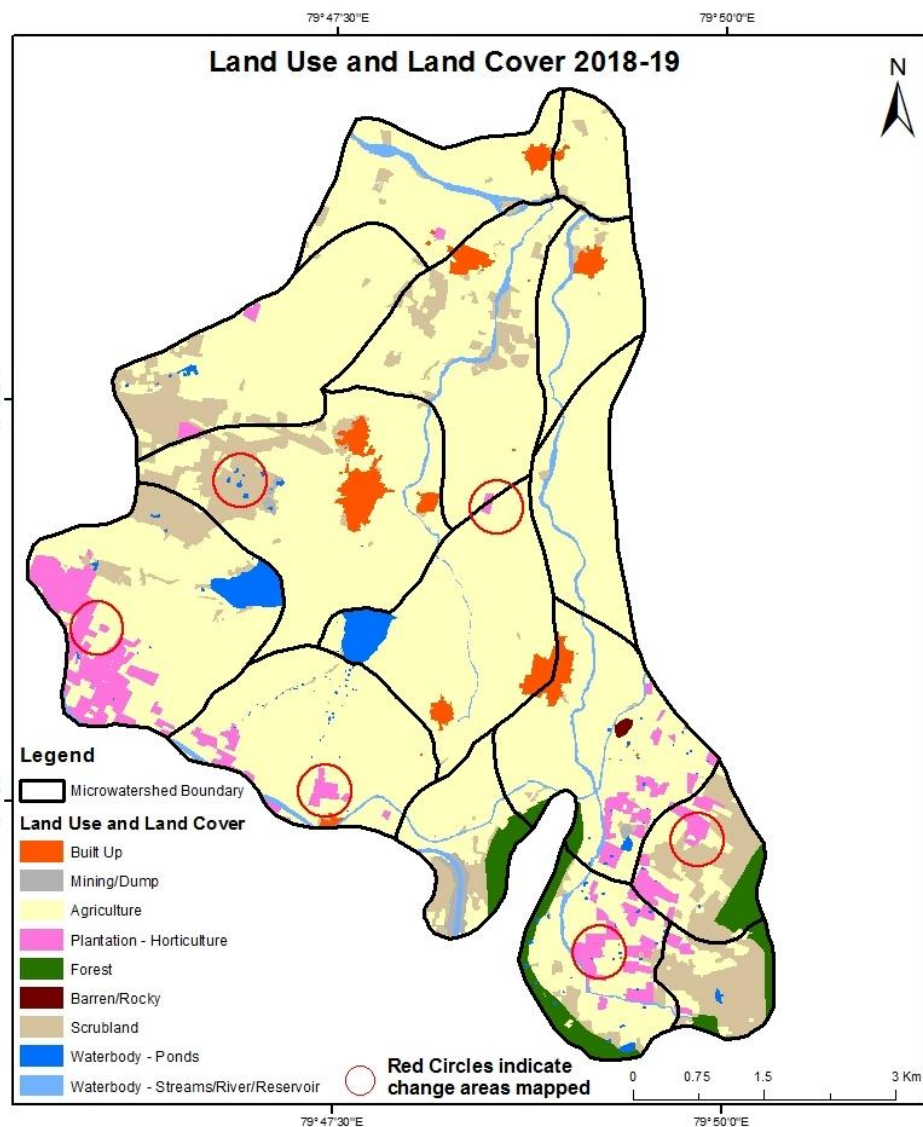 79° 47'30"E
79° 50'0"E
Land Use and Land Cover 2018-19
N
Legend
Microwatershed Boundary
Land Use and Land Cover
Built Up
Mining/Dump
Agriculture
Plantation - Horticulture
Forest
Barren/Rocky
Scrubland
Waterbody - Ponds
Waterbody - Streams/River/Reservoir
Red Circles indicate
change areas mapped
0 0.75 1.5 3 Km
79° 47'30"E
79° 50'0"E